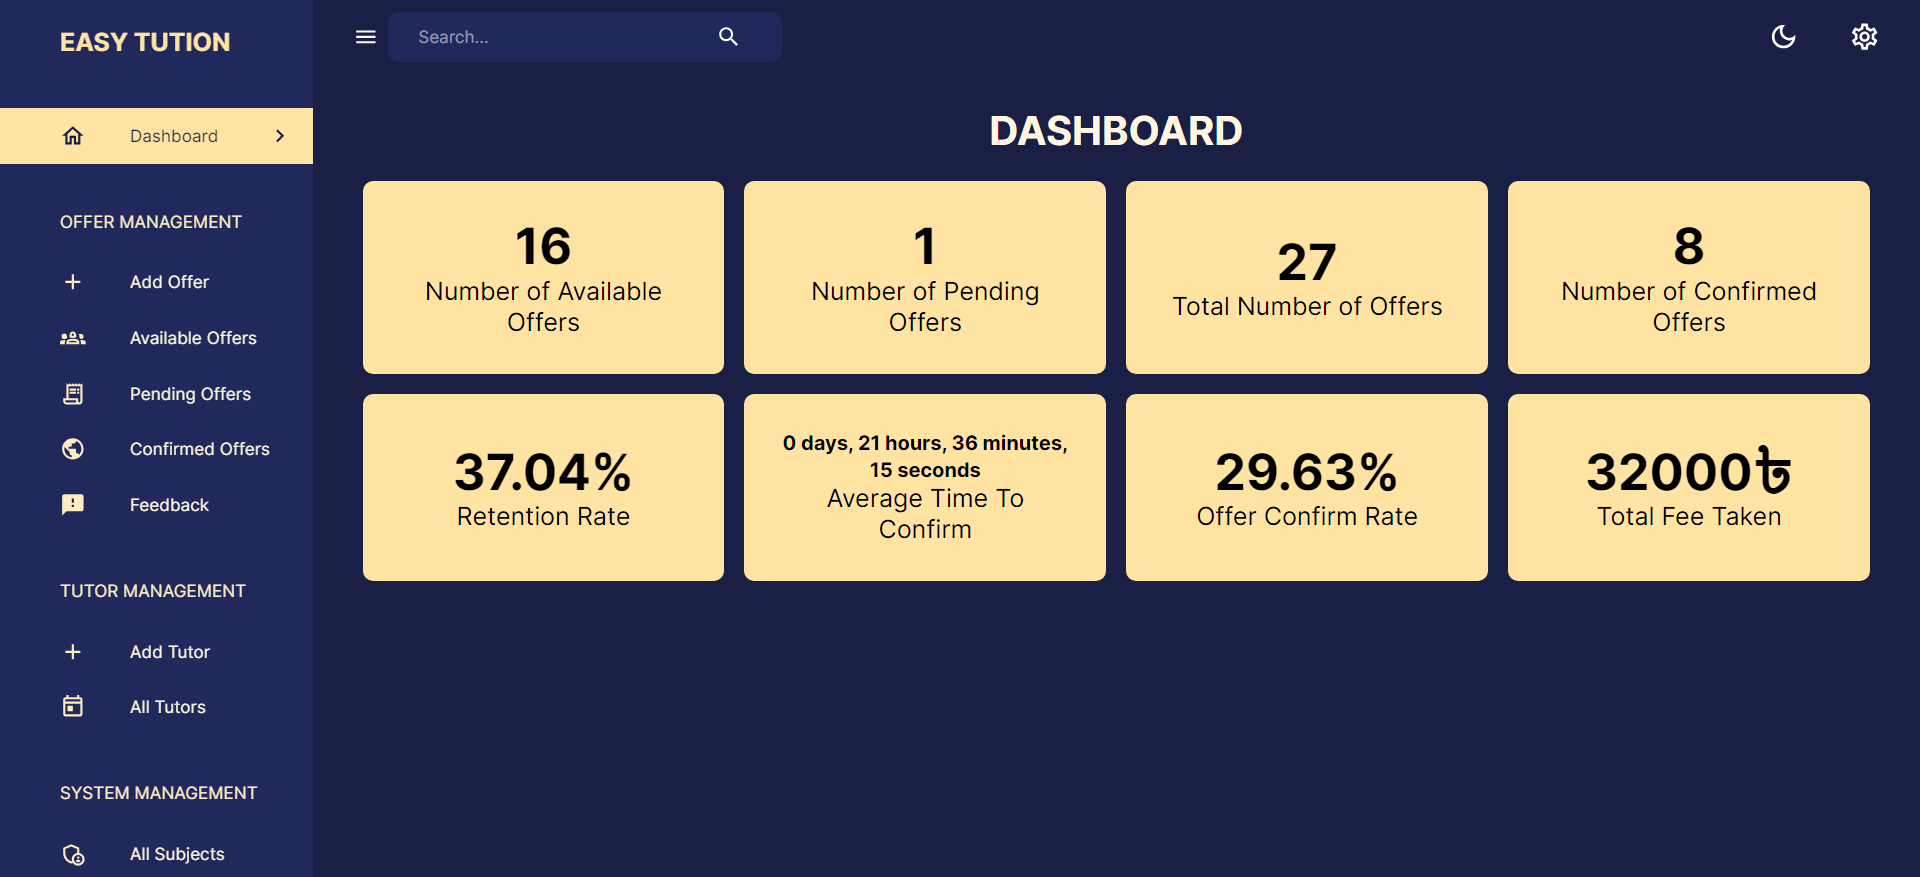 EASY TUTION
Search...
Dashboard
OFFER MANAGEMENT
Add Offer
Available Offers
Pending Offers
Confirmed Offers
Feedback
TUTOR MANAGEMENT
Add Tutor
All Tutors
SYSTEM MANAGEMENT
All Subjects
DASHBOARD
16
Number of Available
Offers
1
Number of Pending
Offers
27
Total Number of Offers
8
Number of Confirmed
Offers
37.04%
Retention Rate
0 days, 21 hours, 36 minutes,
15 seconds
Average Time To
Confirm
29.63%
Offer Confirm Rate
32000৳
Total Fee Taken